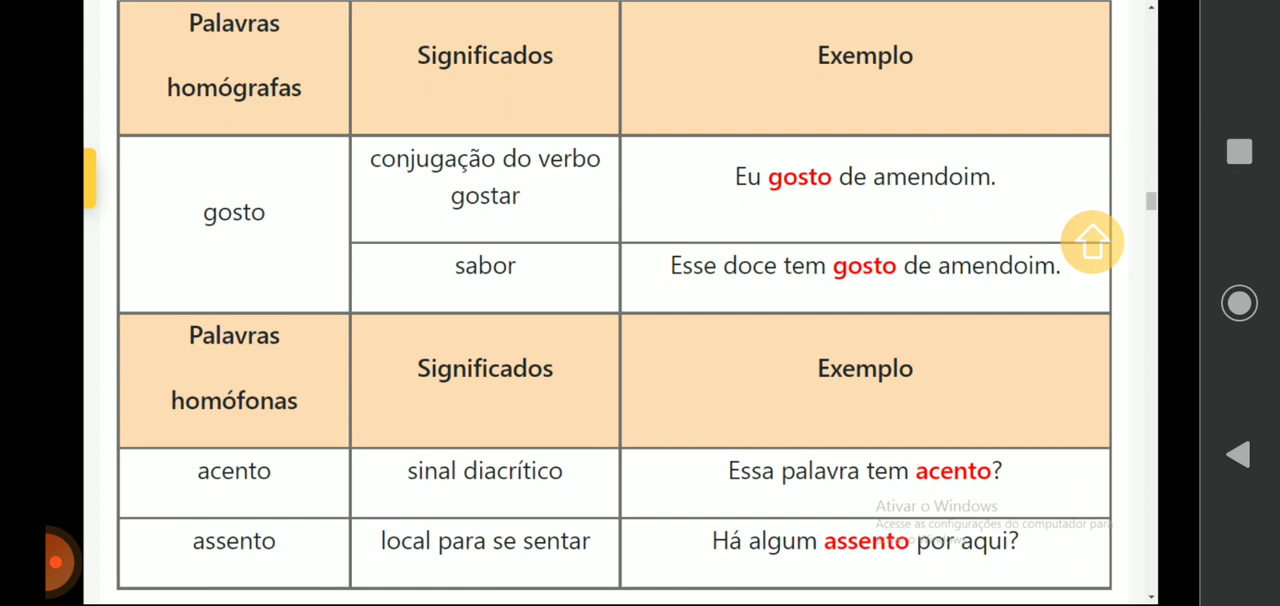 Palavras
homógrafas
Significados
Exemplo
gosto
conjugação do verbo
gostar
Eu gosto de amendoim.
sabor
Esse doce tem gosto de amendoim.
Palavras
homófonas
Significados
Exemplo
acento
sinal diacrítico
Essa palavra tem acento?
Ativar o Windows
Acesse as configurações do computador para
assento
local para se sentar
Há algum assento por aqui?